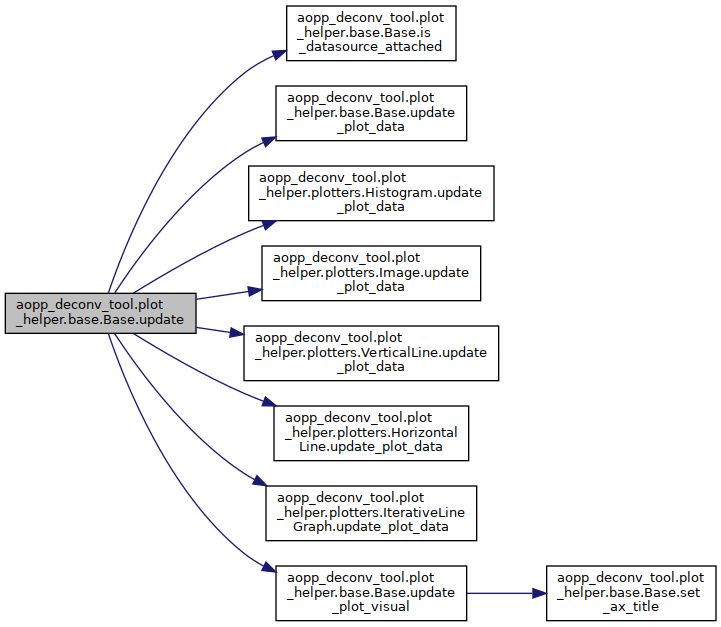 aopp_deconv_tool.plot
_helper.base.Base.is
_datasource_attached
aopp_deconv_tool.plot
_helper.base.Base.update
_plot_data
aopp_deconv_tool.plot
_helper.plotters.Histogram.update
_plot_data
aopp_deconv_tool.plot
_helper.plotters.Image.update
_plot_data
aopp_deconv_tool.plot
_helper.base.Base.update
aopp_deconv_tool.plot
_helper.plotters.VerticalLine.update
_plot_data
aopp_deconv_tool.plot
_helper.plotters.Horizontal
Line.update_plot_data
aopp_deconv_tool.plot
_helper.plotters.IterativeLine
Graph.update_plot_data
aopp_deconv_tool.plot
_helper.base.Base.update
_plot_visual
aopp_deconv_tool.plot
_helper.base.Base.set
_ax_title